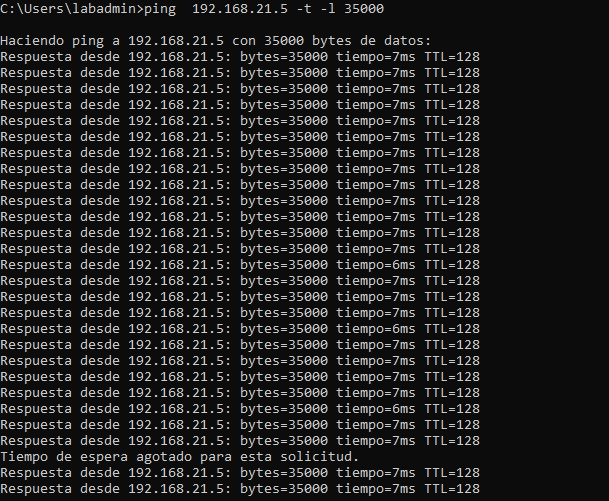 C:\Users\labadmin>ping  192.168.21.5 -t -l 35000
Haciendo ping a 192.168.21.5 con 35000 bytes de datos:
Respuesta desde 192.168.21.5: bytes=35000 tiempo=7ms TTL=128
Respuesta desde 192.168.21.5: bytes=35000 tiempo=7ms TTL=128
Respuesta desde 192.168.21.5: bytes=35000 tiempo=7ms TTL=128
Respuesta desde 192.168.21.5: bytes=35000 tiempo=7ms TTL=128
Respuesta desde 192.168.21.5: bytes=35000 tiempo=7ms TTL=128
Respuesta desde 192.168.21.5: bytes=35000 tiempo=7ms TTL=128
Respuesta desde 192.168.21.5: bytes=35000 tiempo=7ms TTL=128
Respuesta desde 192.168.21.5: bytes=35000 tiempo=7ms TTL=128
Respuesta desde 192.168.21.5: bytes=35000 tiempo=7ms TTL=128
Respuesta desde 192.168.21.5: bytes=35000 tiempo=7ms TTL=128
Respuesta desde 192.168.21.5: bytes=35000 tiempo=7ms TTL=128
Respuesta desde 192.168.21.5: bytes=35000 tiempo=7ms TTL=128
Respuesta desde 192.168.21.5: bytes=35000 tiempo=7ms TTL=128
Respuesta desde 192.168.21.5: bytes=35000 tiempo=6ms TTL=128
Respuesta desde 192.168.21.5: bytes=35000 tiempo=7ms TTL=128
Respuesta desde 192.168.21.5: bytes=35000 tiempo=7ms TTL=128
Respuesta desde 192.168.21.5: bytes=35000 tiempo=7ms TTL=128
Respuesta desde 192.168.21.5: bytes=35000 tiempo=6ms TTL=128
Respuesta desde 192.168.21.5: bytes=35000 tiempo=7ms TTL=128
Respuesta desde 192.168.21.5: bytes=35000 tiempo=7ms TTL=128
Respuesta desde 192.168.21.5: bytes=35000 tiempo=7ms TTL=128
Respuesta desde 192.168.21.5: bytes=35000 tiempo=7ms TTL=128
Respuesta desde 192.168.21.5: bytes=35000 tiempo=6ms TTL=128
Respuesta desde 192.168.21.5: bytes=35000 tiempo=7ms TTL=128
Respuesta desde 192.168.21.5: bytes=35000 tiempo=7ms TTL=128
Tiempo de espera agotado para esta solicitud.
Respuesta desde 192.168.21.5: bytes=35000 tiempo=7ms TTL=128
Respuesta desde 192.168.21.5: bytes=35000 tiempo=7ms TTL=128